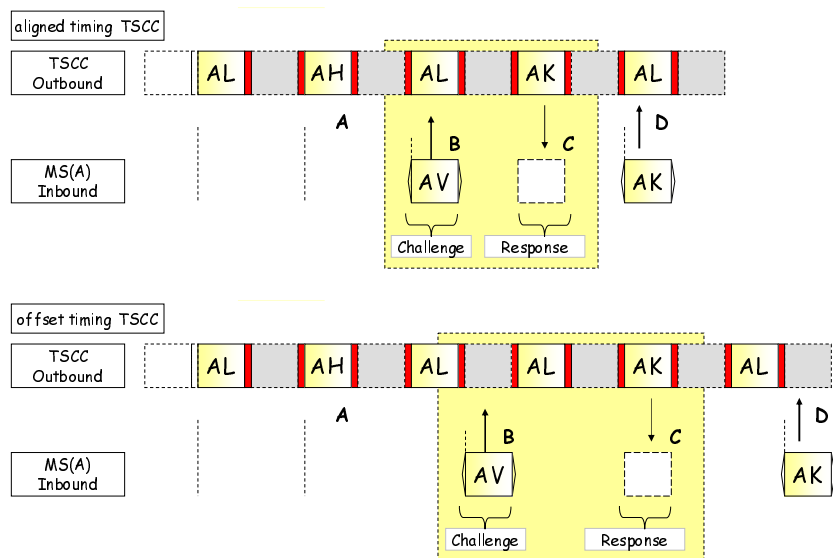 aligned timing TSCC
TSCC
Outbound
AL AH AL AK AL
A B C D
MS(A)
Inbound
AV AK
Challenge Response
offset timing TSCC
TSCC
Outbound
AL AH AL AL AK AL
A B C D
MS(A)
Inbound
AV AK
Challenge Response